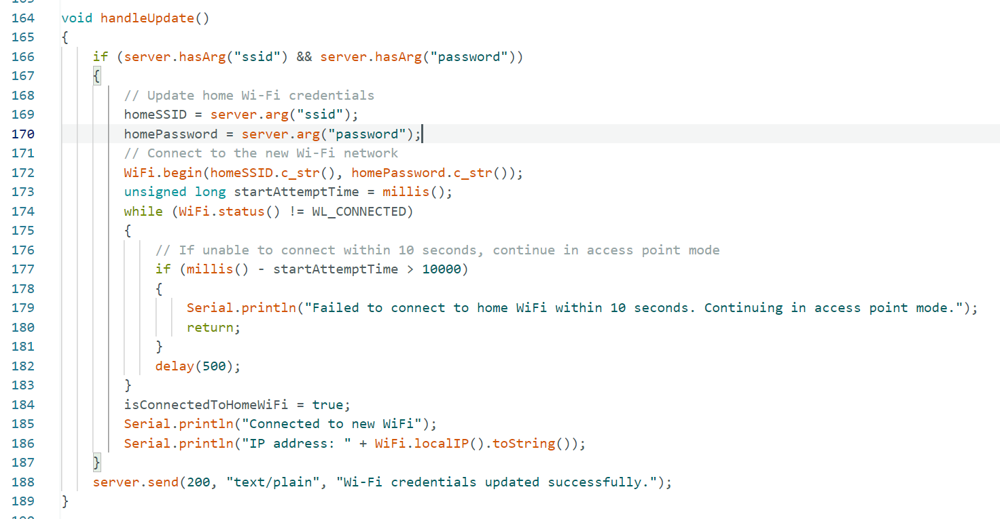 164 void handleUpdate()
165 {
166 if (server.hasArg("ssid") && server.hasArg("password"))
167 {
168 // Update home Wi-Fi credentials
169 homeSSID = server.arg("ssid");
170 homePassword = server.arg("password");
171 // Connect to the new Wi-Fi network
172 WiFi.begin(homeSSID.c_str(), homePassword.c_str());
173 unsigned long startAttemptTime = millis();
174 while (WiFi.status() != WL_CONNECTED)
175 {
176 // If unable to connect within 10 seconds, continue in access point mode
177 if (millis() - startAttemptTime > 10000)
178 {
179 Serial.println("Failed to connect to home WiFi within 10 seconds. Continuing in access point mode.");
180 return;
181 }
182 delay(500);
183 }
184 isConnectedToHomeWiFi = true;
185 Serial.println("Connected to new WiFi");
186 Serial.println("IP address: " + WiFi.localIP().toString());
187 }
188 server.send(200, "text/plain", "Wi-Fi credentials updated successfully.");
189 }